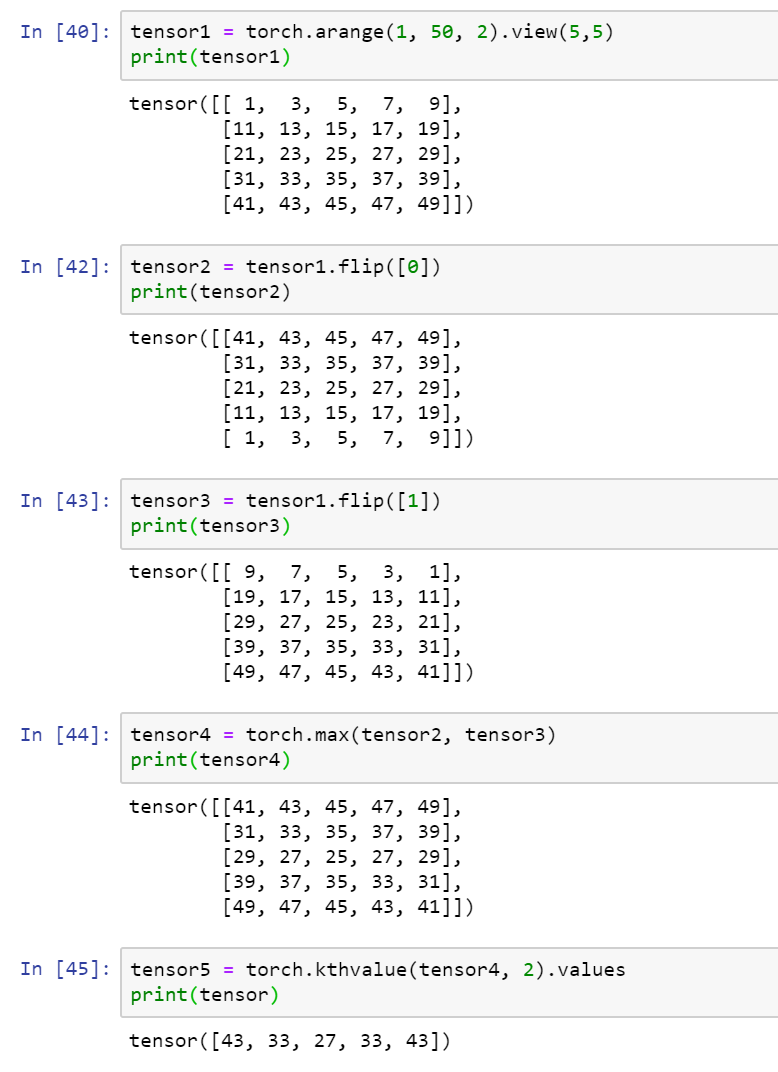 In [40]: tensor1 = torch.arange(1, 50, 2).view(5,5)
print(tensor1)
tensor([[ 1,  3,  5,  7,  9],
        [11, 13, 15, 17, 19],
        [21, 23, 25, 27, 29],
        [31, 33, 35, 37, 39],
        [41, 43, 45, 47, 49]])
In [42]: tensor2 = tensor1.flip([0])
print(tensor2)
tensor([[41, 43, 45, 47, 49],
        [31, 33, 35, 37, 39],
        [21, 23, 25, 27, 29],
        [11, 13, 15, 17, 19],
        [ 1,  3,  5,  7,  9]])
In [43]: tensor3 = tensor1.flip([1])
print(tensor3)
tensor([[ 9,  7,  5,  3,  1],
        [19, 17, 15, 13, 11],
        [29, 27, 25, 23, 21],
        [39, 37, 35, 33, 31],
        [49, 47, 45, 43, 41]])
In [44]: tensor4 = torch.max(tensor2, tensor3)
print(tensor4)
tensor([[41, 43, 45, 47, 49],
        [31, 33, 35, 37, 39],
        [29, 27, 25, 27, 29],
        [39, 37, 35, 33, 31],
        [49, 47, 45, 43, 41]])
In [45]: tensor5 = torch.kthvalue(tensor4, 2).values
print(tensor)
tensor([43, 33, 27, 33, 43])